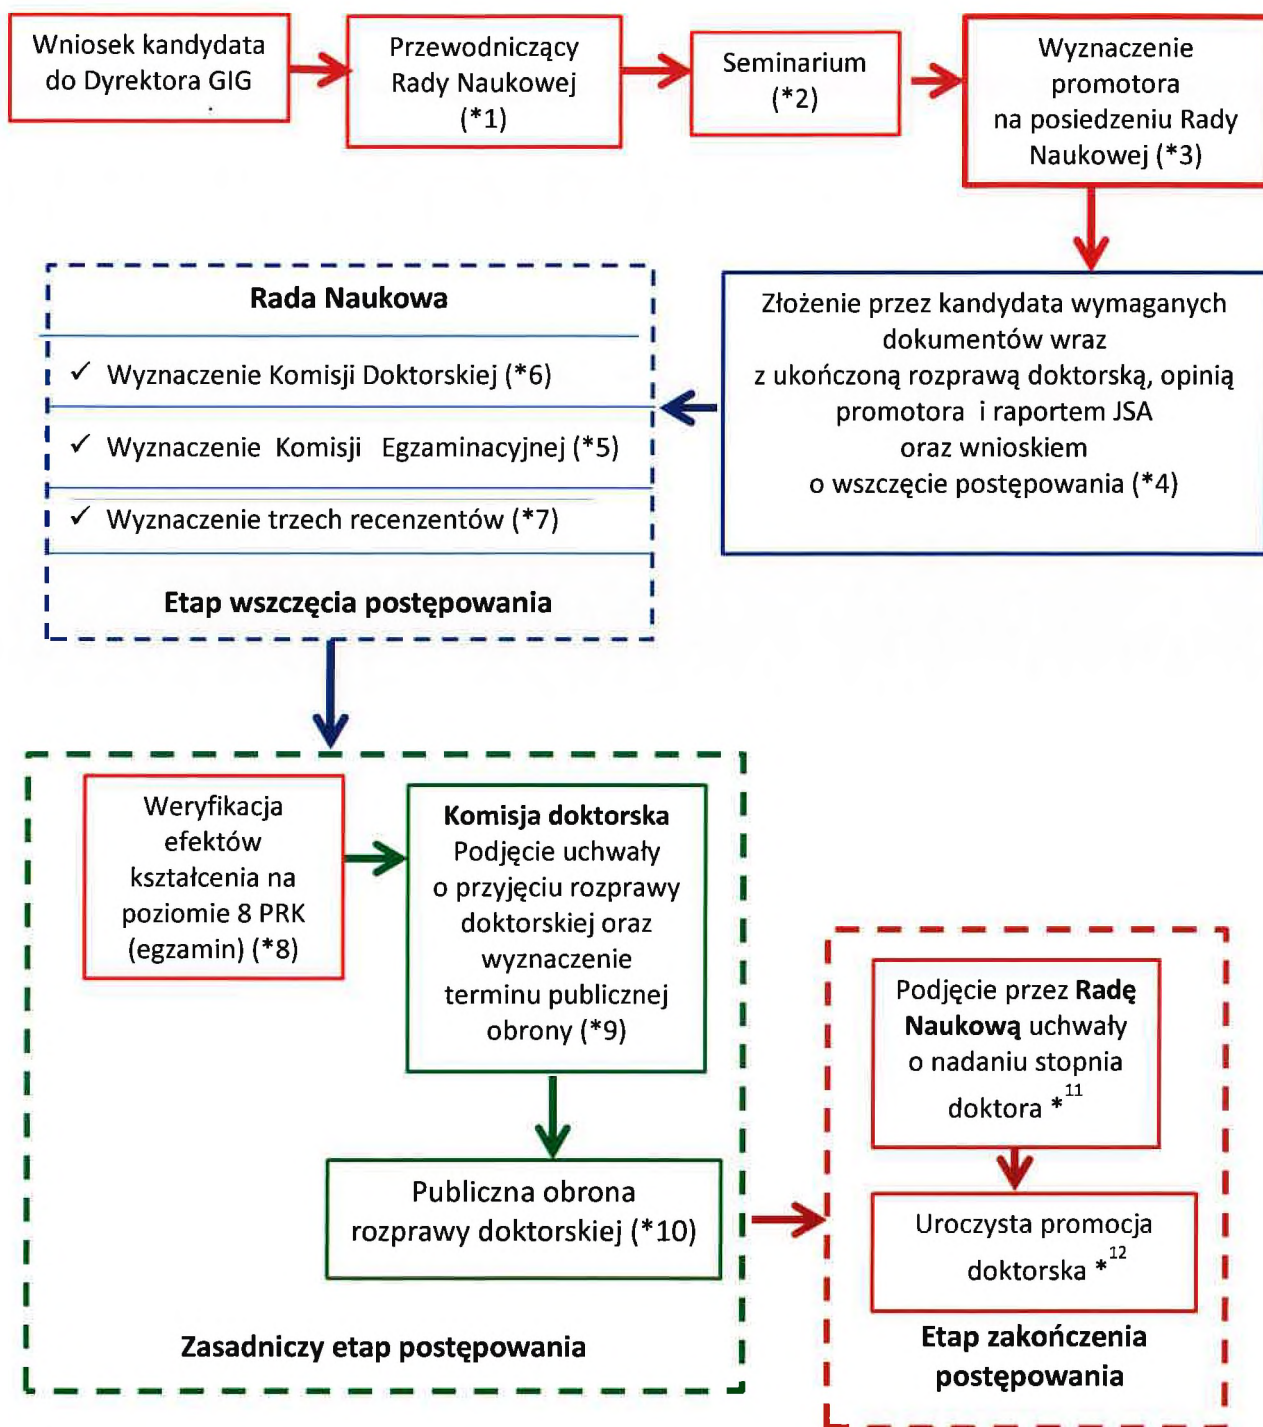 Wniosek kandydata
do Dyrektora GIG
Przewodniczący
Rady Naukowej
(*1)
Seminarium
(*2)
Wyznaczenie
promotora
na posiedzeniu Rady
Naukowej (*3)
Złożenie przez kandydata wymaganych
dokumentów wraz
z ukończoną rozprawą doktorską, opinią
promotora i raportem JSA
oraz wnioskiem
o wszczęcie postępowania (*4)
Rada Naukowa
✓ Wyznaczenie Komisji Doktorskiej (*6)
✓ Wyznaczenie Komisji Egzaminacyjnej (*5)
✓ Wyznaczenie trzech recenzentów (*7)
Etap wszczęcia postępowania
Weryfikacja
efektów
kształcenia na
poziomie 8 PRK
(egzamin) (*8)
Komisja doktorska
Podjęcie uchwały
o przyjęciu rozprawy
doktorskiej oraz
wyznaczenie
terminu publicznej
obrony (*9)
Publiczna obrona
rozprawy doktorskiej (*10)
Zasadniczy etap postępowania
Podjęcie przez Radę
Naukową uchwały
o nadaniu stopnia
doktora *11
Uroczysta promocja
doktorska *12
Etap zakończenia
postępowania